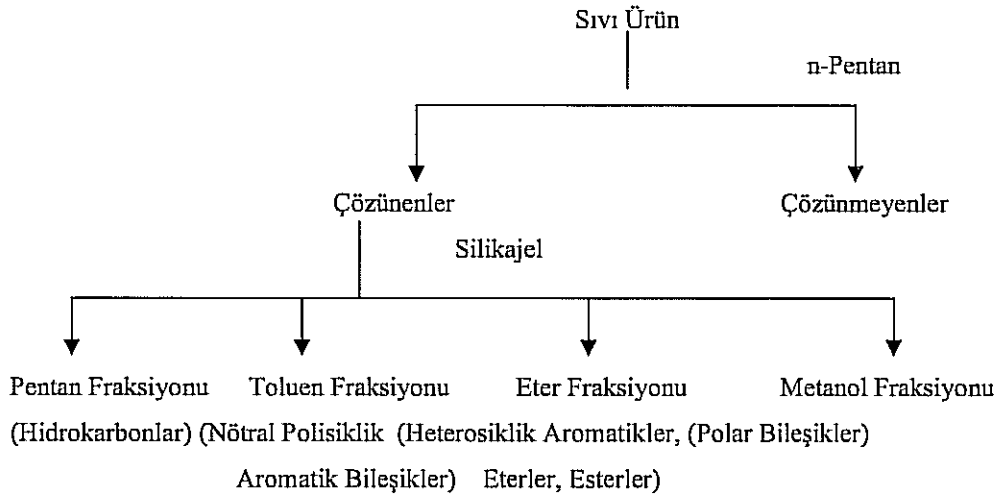 Sıvı Ürün
n-Pentan
Çözünenler Çözünmeyenler
Silikajel
Pentan Fraksiyonu Toluen Fraksiyonu Eter Fraksiyonu Metanol Fraksiyonu
(Hidrokarbonlar) (Nötral Polisiklik (Heterosiklik Aromatikler, (Polar Bileşikler)
Aromatik Bileşikler) Eterler, Esterler)